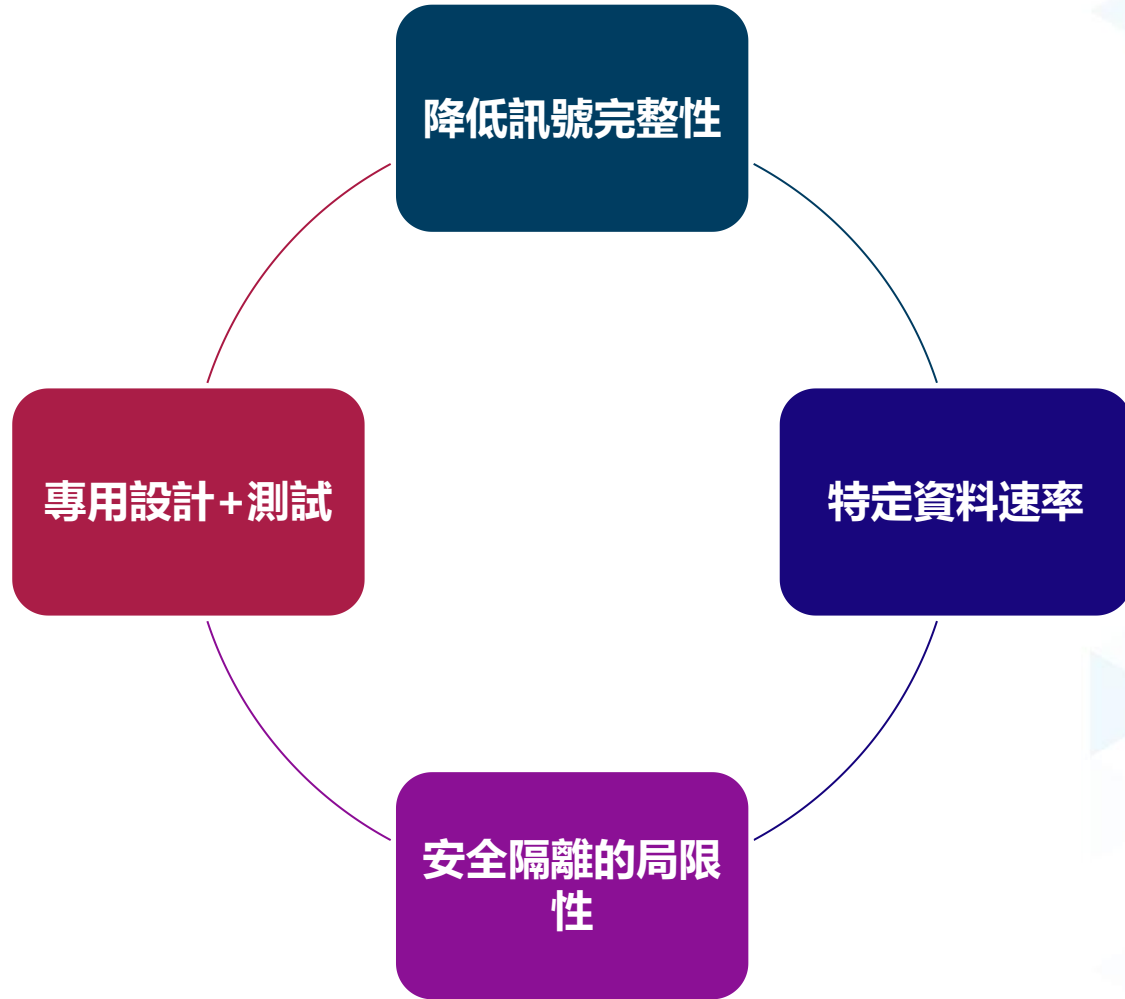 降低訊號完整性
專用設計+測試
特定資料速率
安全隔離的局限
性